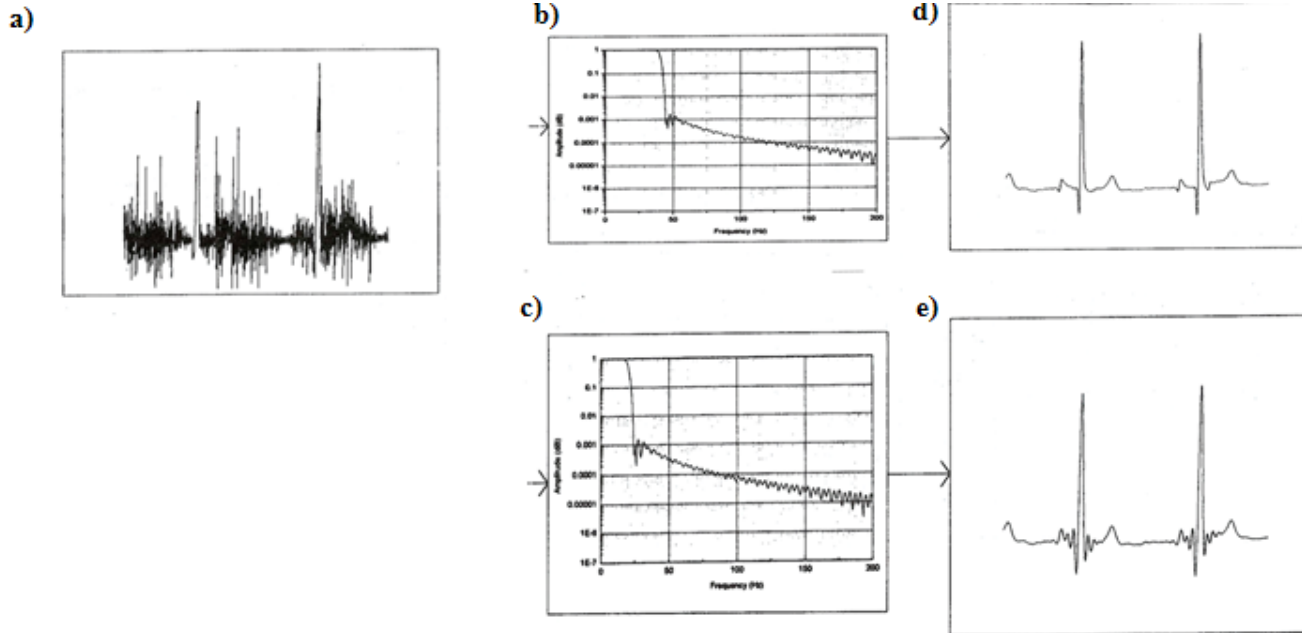 a)
b)
1
0.1
0.01
0.001
0.0001
0.00001
1E-6
1E-7
Amplitude (dB)
0 50 100 150 200
Frequency (Hz)
d)
c)
1
0.1
0.01
0.001
0.0001
0.00001
1E-6
1E-7
Amplitude (dB)
0 50 100 150 200
Frequency (Hz)
e)